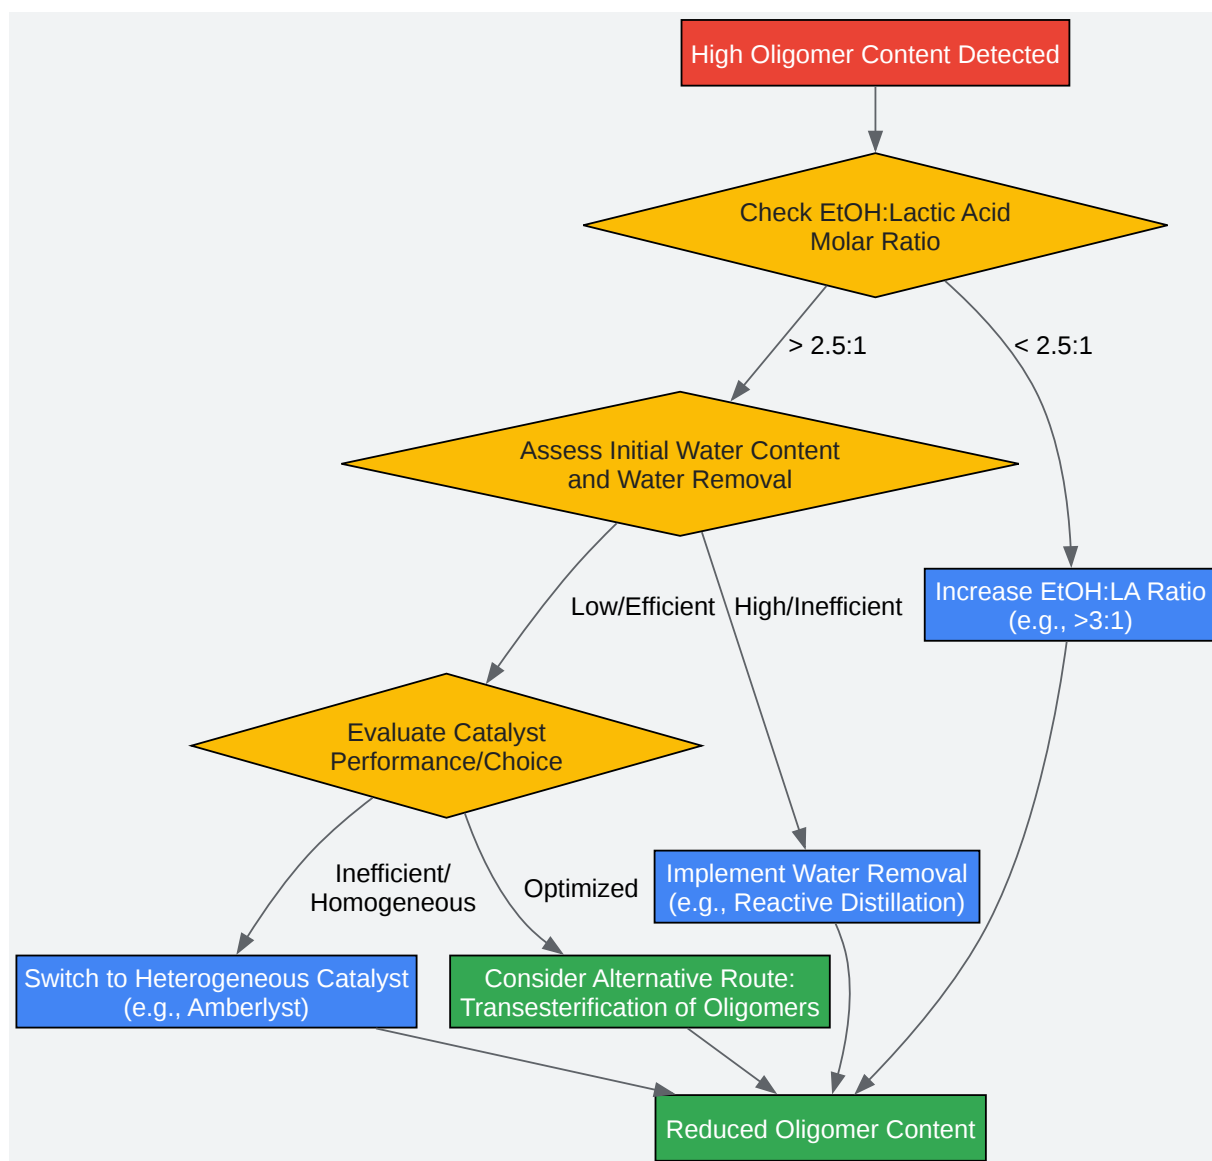 High Oligomer Content Detected
Check EtOH:Lactic Acid
Molar Ratio
> 2.5:1
< 2.5:1
Assess Initial Water Content
and Water Removal
Low/Efficient
High/Inefficient
Increase EtOH:LA Ratio
(e.g., >3:1)
Evaluate Catalyst
Performance/Choice
Inefficient/
Homogeneous
Optimized
Implement Water Removal
(e.g., Reactive Distillation)
Switch to Heterogeneous Catalyst
(e.g., Amberlyst)
Consider Alternative Route:
Transesterification of Oligomers
Reduced Oligomer Content